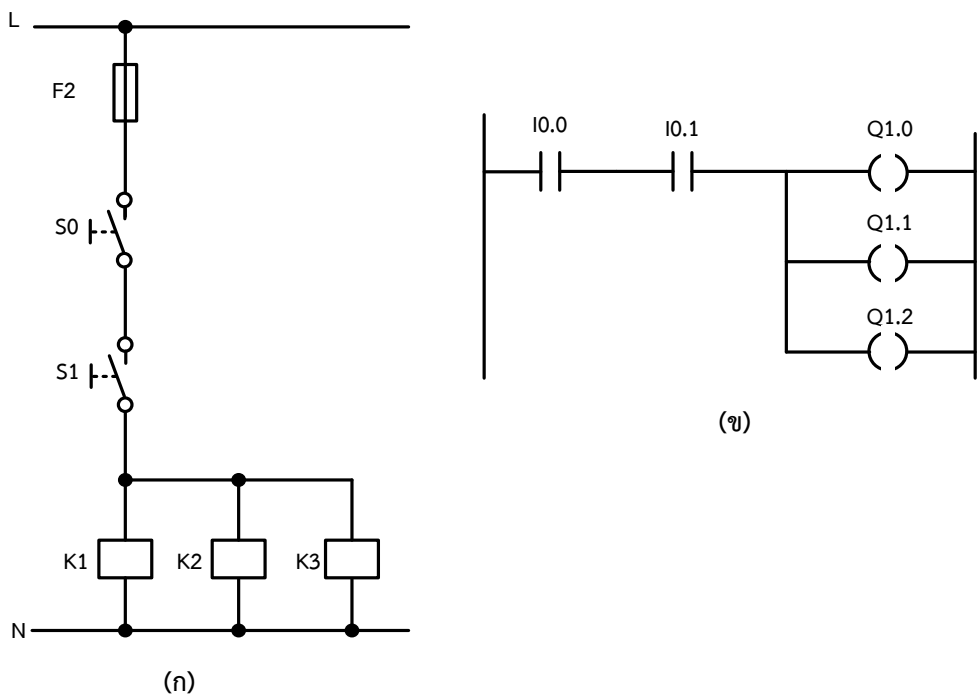 L
F2
S0
S1
K1 K2 K3
N
(ก)
I0.0 I0.1 Q1.0
Q1.1
Q1.2
(ข)